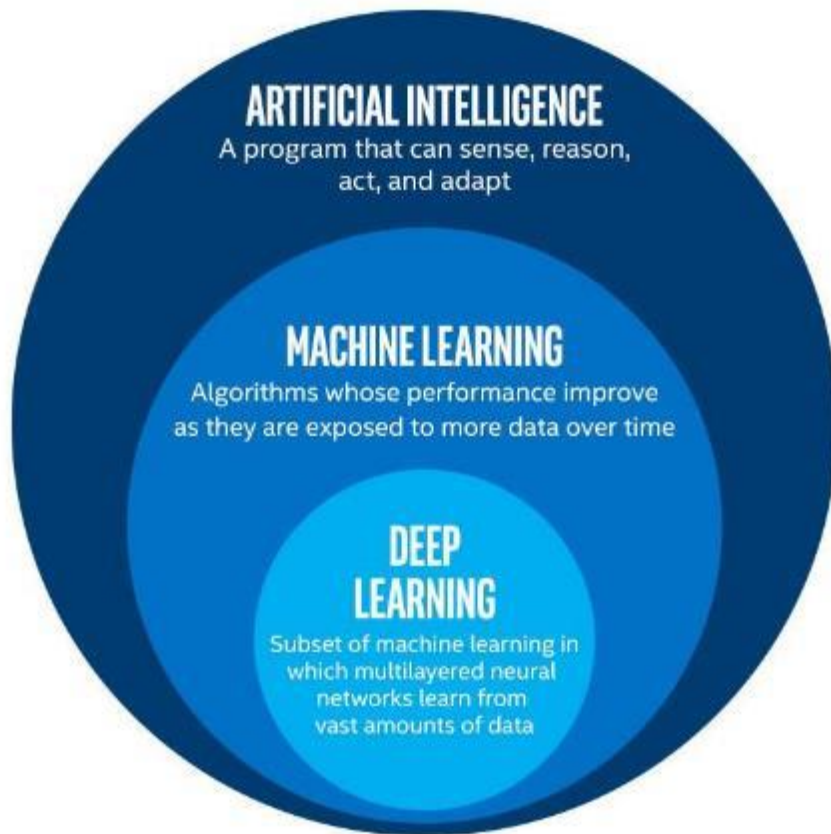 ARTIFICIAL INTELLIGENCE
A program that can sense, reason,
act, and adapt
MACHINE LEARNING
Algorithms whose performance improve
as they are exposed to more data over time
DEEP
LEARNING
Subset of machine learning in
which multilayered neural
networks learn from
vast amounts of data